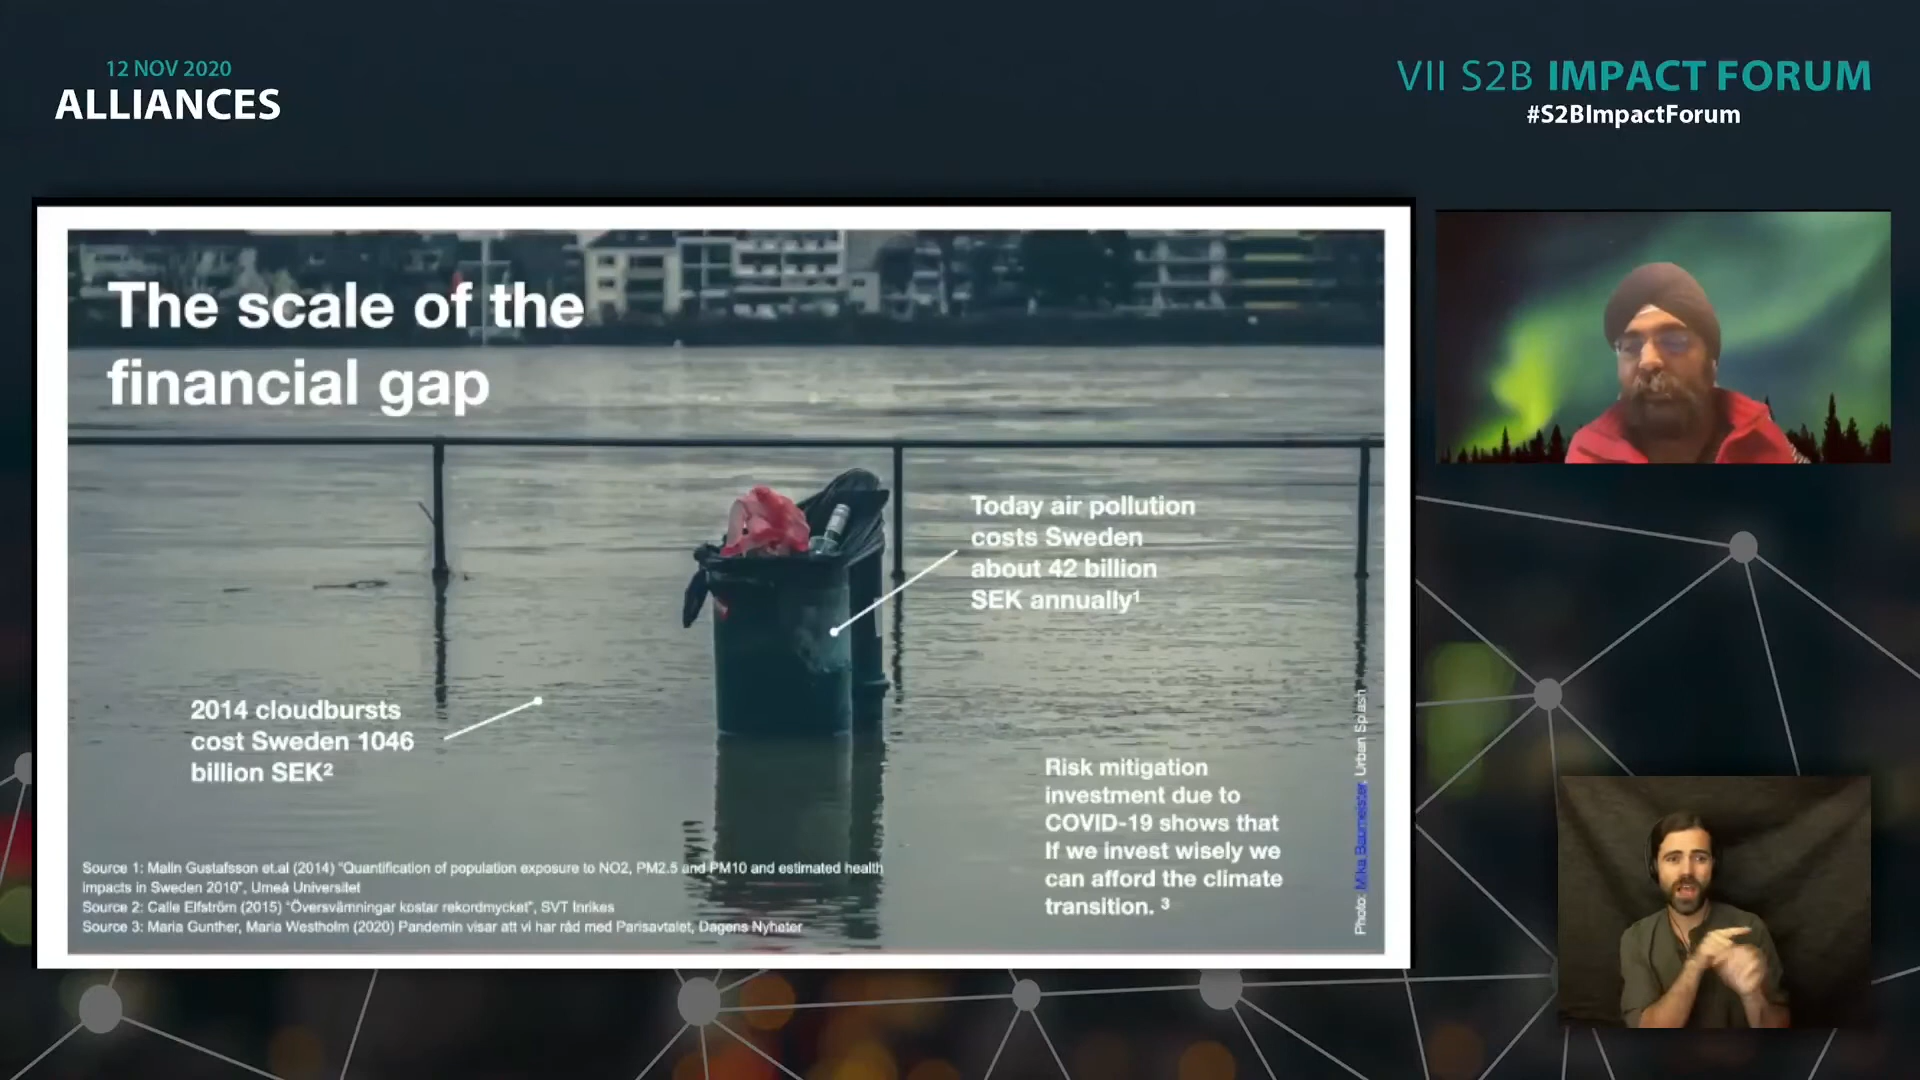 12 NOV 2020
ALLIANCES
VII S2B IMPACT FORUM
#S2BImpactForum
The scale of the
financial gap
Today air pollution
costs Sweden
about 42 billion
SEK annually¹
2014 cloudbursts
cost Sweden 1046
billion SEK²
Risk mitigation
investment due to
COVID-19 shows that
If we invest wisely we
can afford the climate
transition. ³
Source 1: Malin Gustafsson et.al (2014) "Quantification of population exposure to NO2, PM2.5 and PM10 and estimated health
impacts in Sweden 2010", Umeå Universitet
Source 2: Calle Elfström (2015) "Översvämningar kostar rekordmycket", SVT Inrikes
Source 3: Maria Gunther, Maria Westholm (2020) Pandemin visar att vi har råd med Parisavtalet, Dagens Nyheter
Photo: Mika Baumeister, Urban Splash